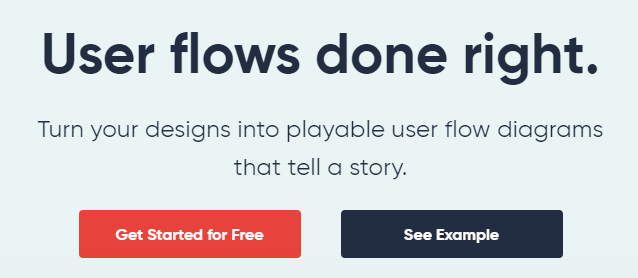 User flows done right.
Turn your designs into playable user flow diagrams
that tell a story.
Get Started for Free
See Example